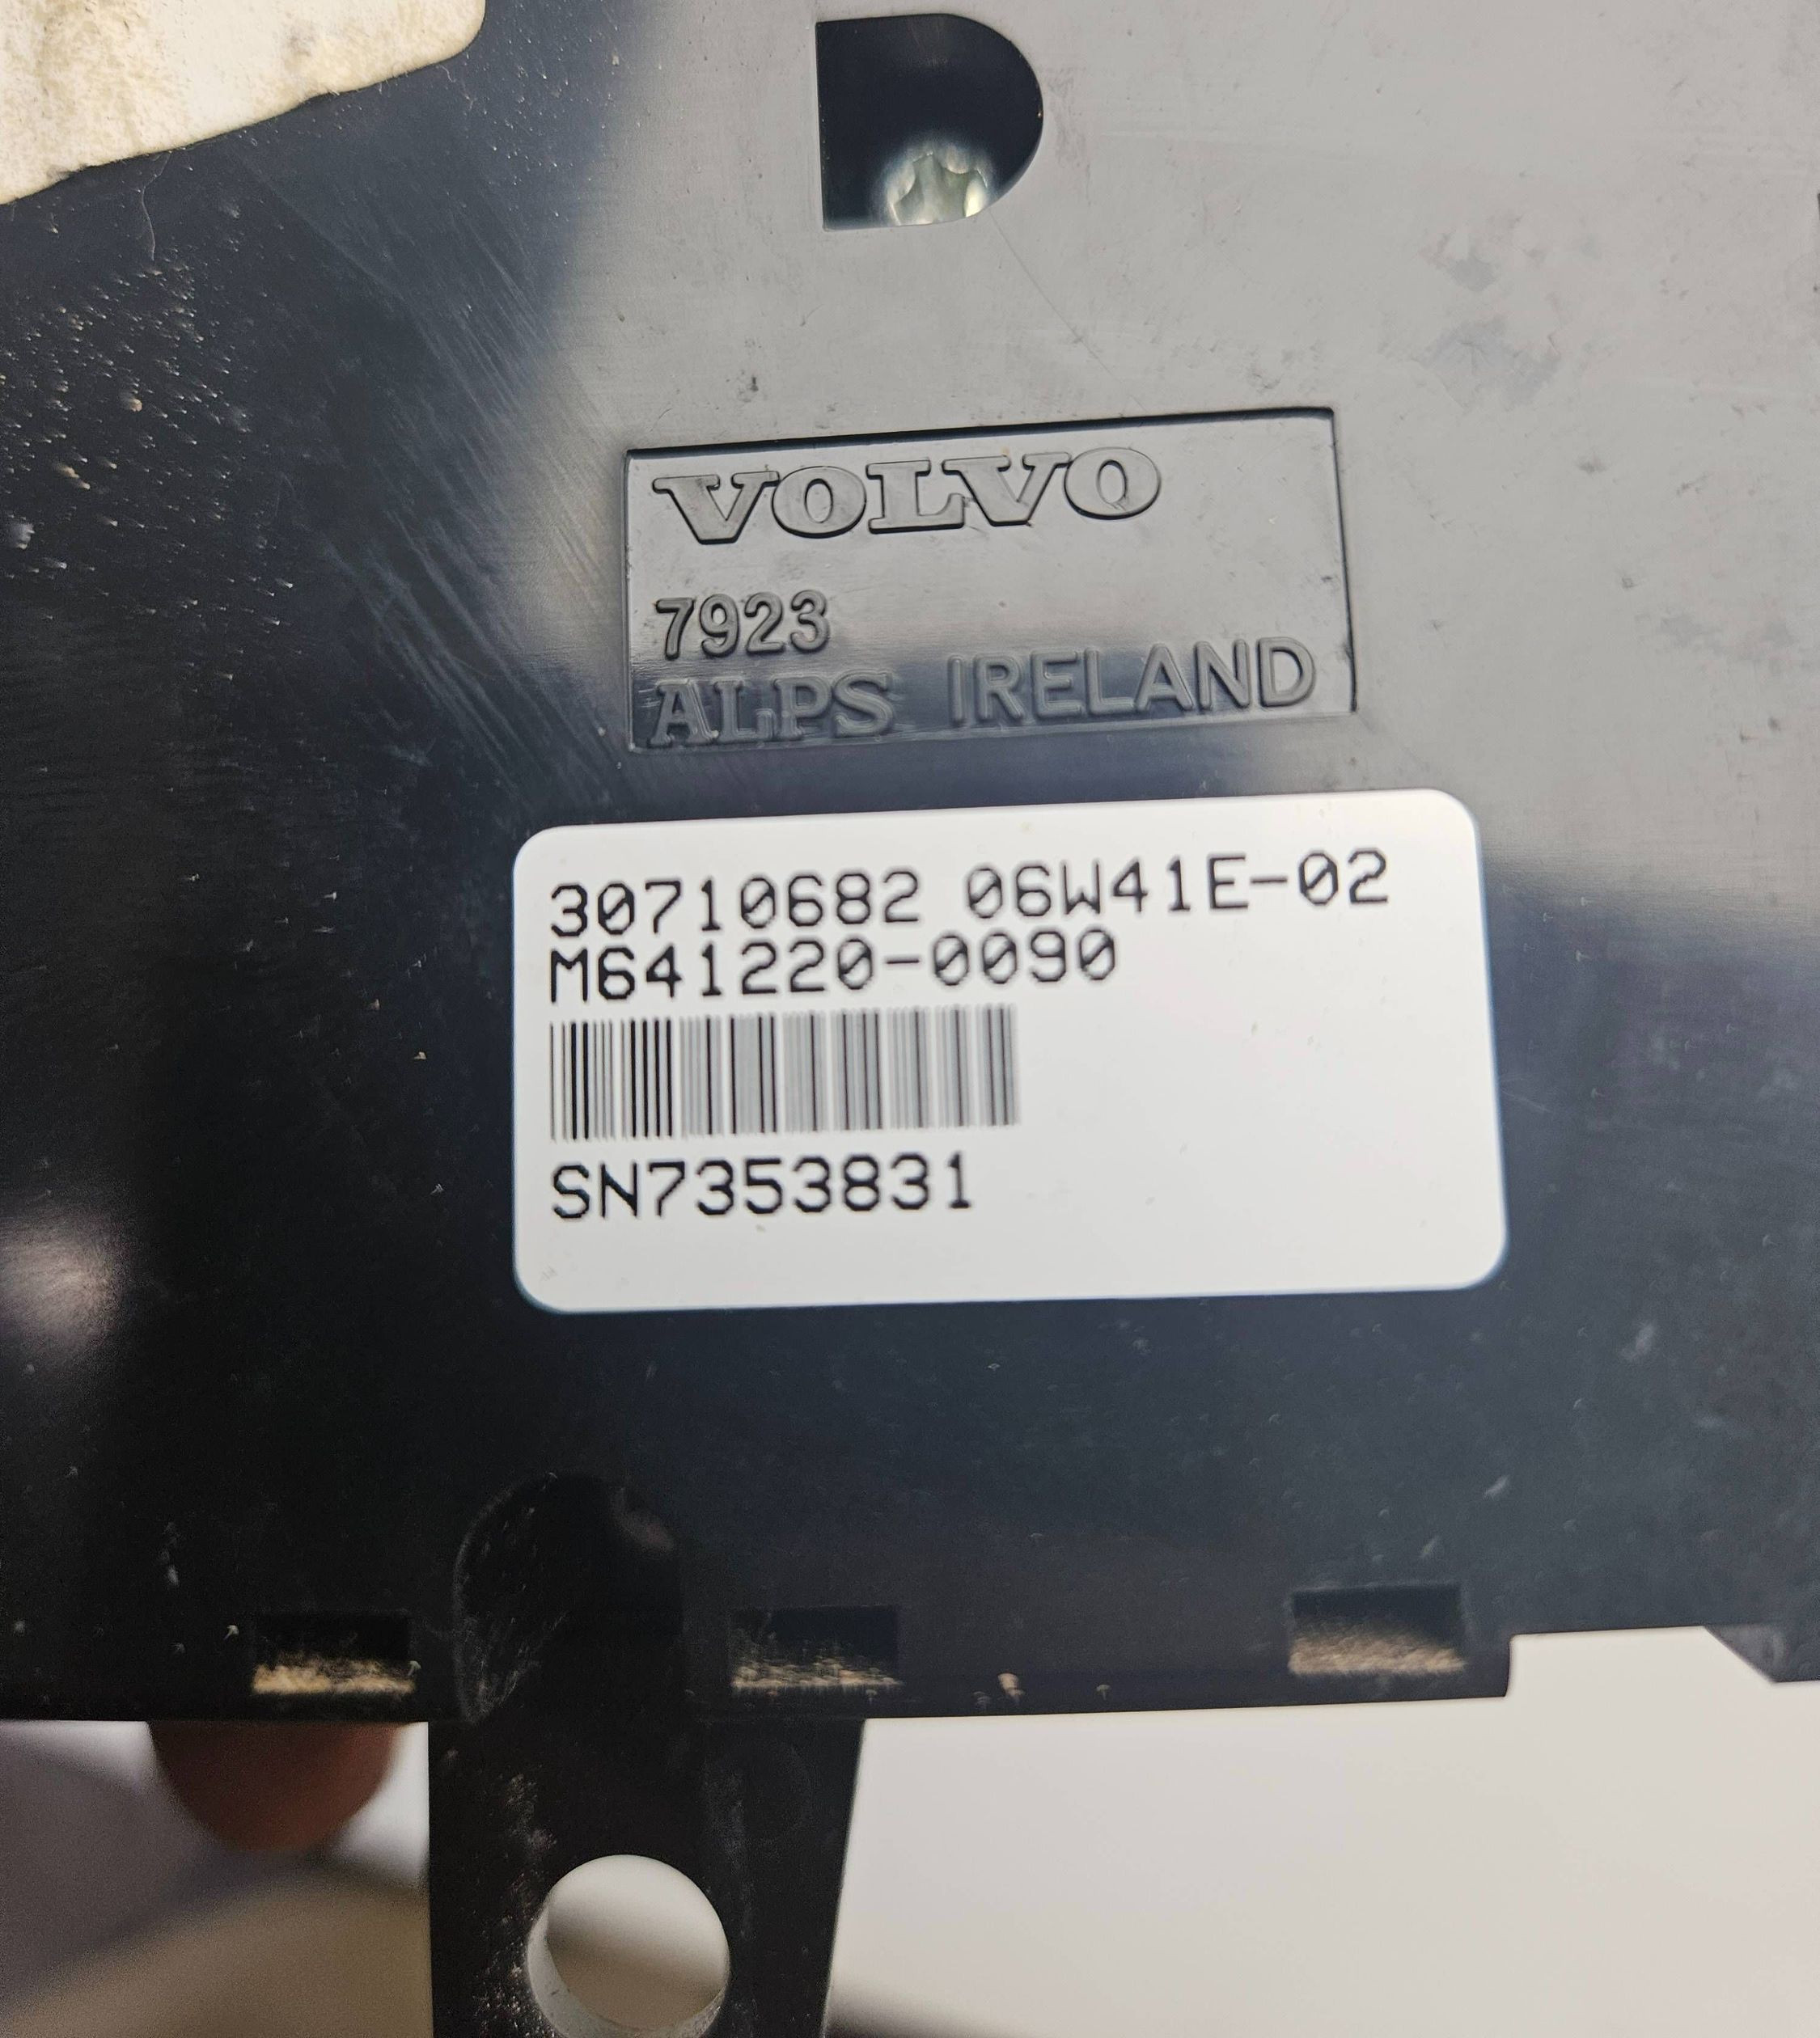 VOLVO
7923
ALPS IRELAND
30710682 06W41E-02
M641220-0090
SN7353831